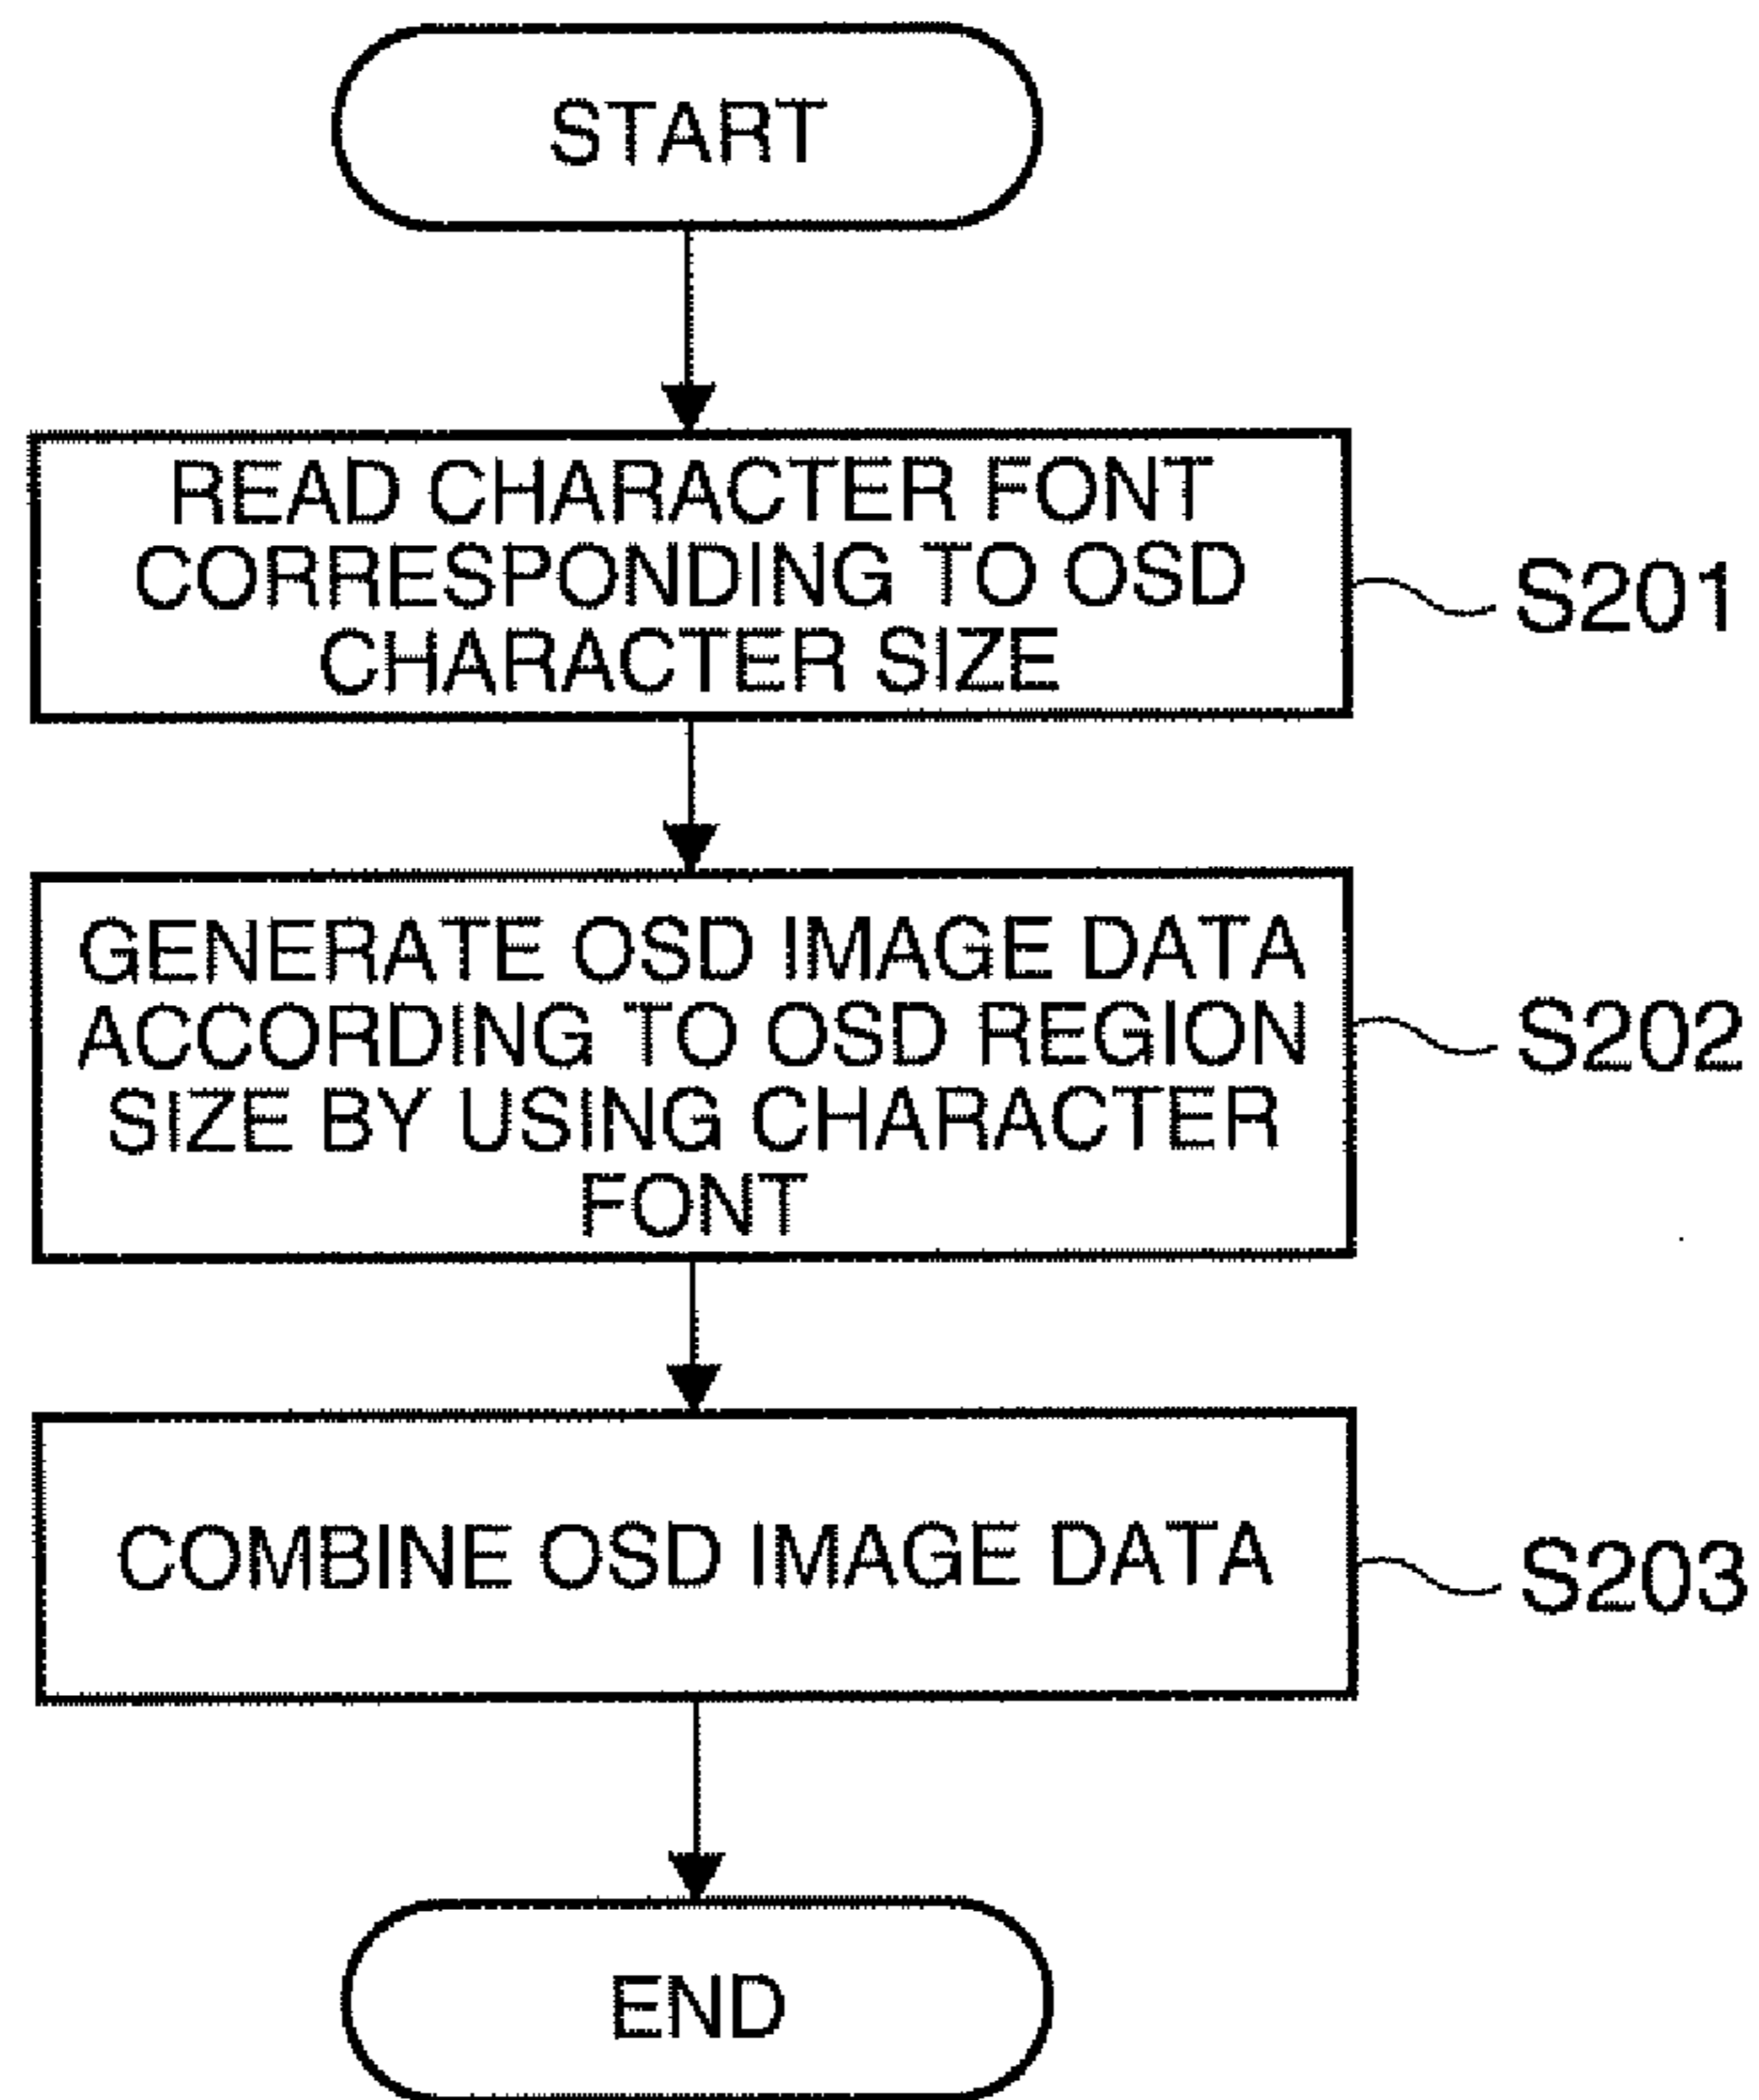 START
READ CHARACTER FONT
CORRESPONDING TO OSD
CHARACTER SIZE
S201
GENERATE OSD IMAGE DATA
ACCORDING TO OSD REGION
SIZE BY USING CHARACTER
FONT
S202
COMBINE OSD IMAGE DATA
S203
END